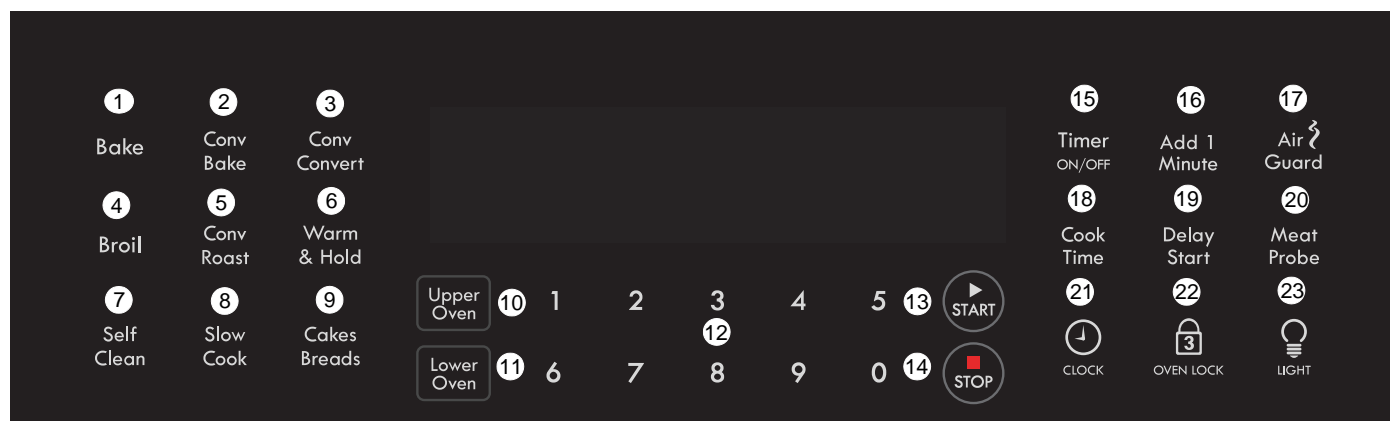 1
Bake
2
Conv
Bake
3
Conv
Convert
4
Broil
5
Conv
Roast
6
Warm
& Hold
7
Self
Clean
8
Slow
Cook
9
Cakes
Breads
Upper
Oven
10
1 2 3 4 5
12
13
START
Lower
Oven
11
6 7 8 9 0
14
STOP
15
Timer
ON/OFF
16
Add 1
Minute
17
Air
Guard
18
Cook
Time
19
Delay
Start
20
Meat
Probe
21
CLOCK
22
3
OVEN LOCK
23
LIGHT